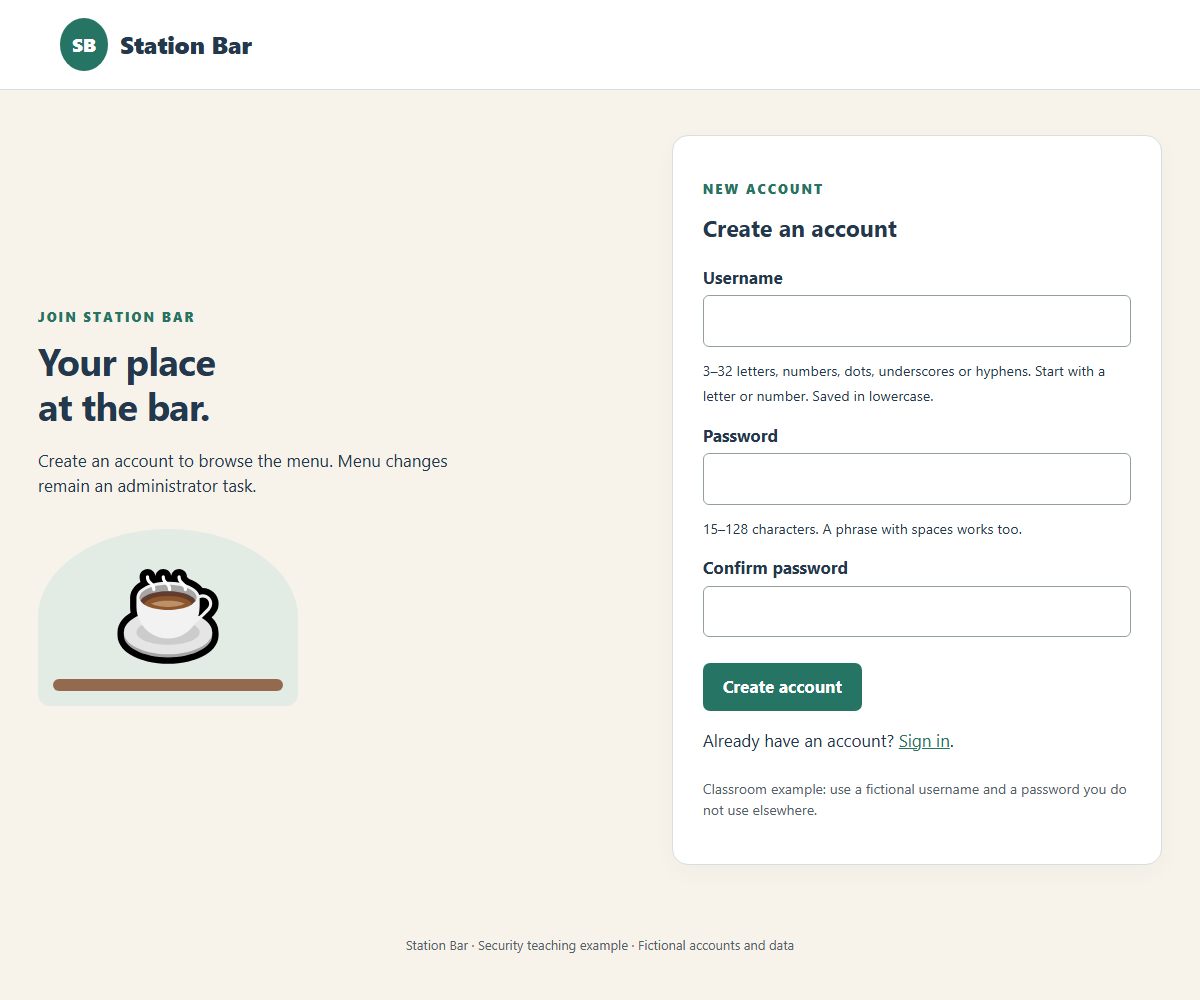 SB
Station Bar
JOIN STATION BAR
Your place
at the bar.
Create an account to browse the menu. Menu changes
remain an administrator task.
NEW ACCOUNT
Create an account
Username
3–32 letters, numbers, dots, underscores or hyphens. Start with a
letter or number. Saved in lowercase.
Password
15–128 characters. A phrase with spaces works too.
Confirm password
Create account
Already have an account? Sign in.
Classroom example: use a fictional username and a password you do
not use elsewhere.
Station Bar · Security teaching example · Fictional accounts and data